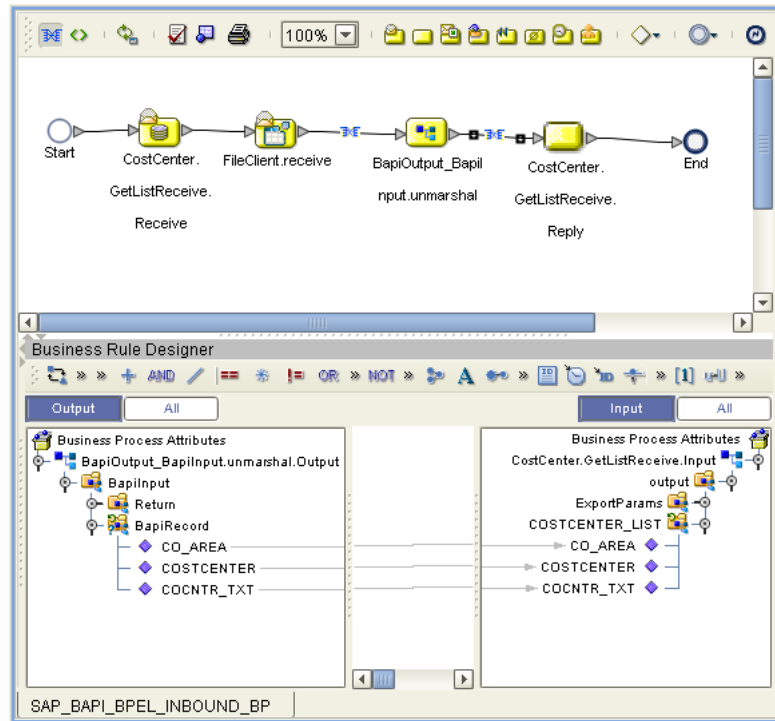 100%
Start
CostCenter.
GetListReceive.
Receive
FileClient.receive
BapiOutput_BapiI
nput.unmarshal
CostCenter.
GetListReceive.
Reply
End
Business Rule Designer
AND == != OR NOT A [1]
Output All Input All
Business Process Attributes
BapiOutput_BapiInput.unmarshal.Output
BapiInput
Return
BapiRecord
CO_AREA
COSTCENTER
COCNTR_TXT
Business Process Attributes
CostCenter.GetListReceive.Input
output
ExportParams
COSTCENTER_LIST
CO_AREA
COSTCENTER
COCNTR_TXT
SAP_BAPI_BPEL_INBOUND_BP